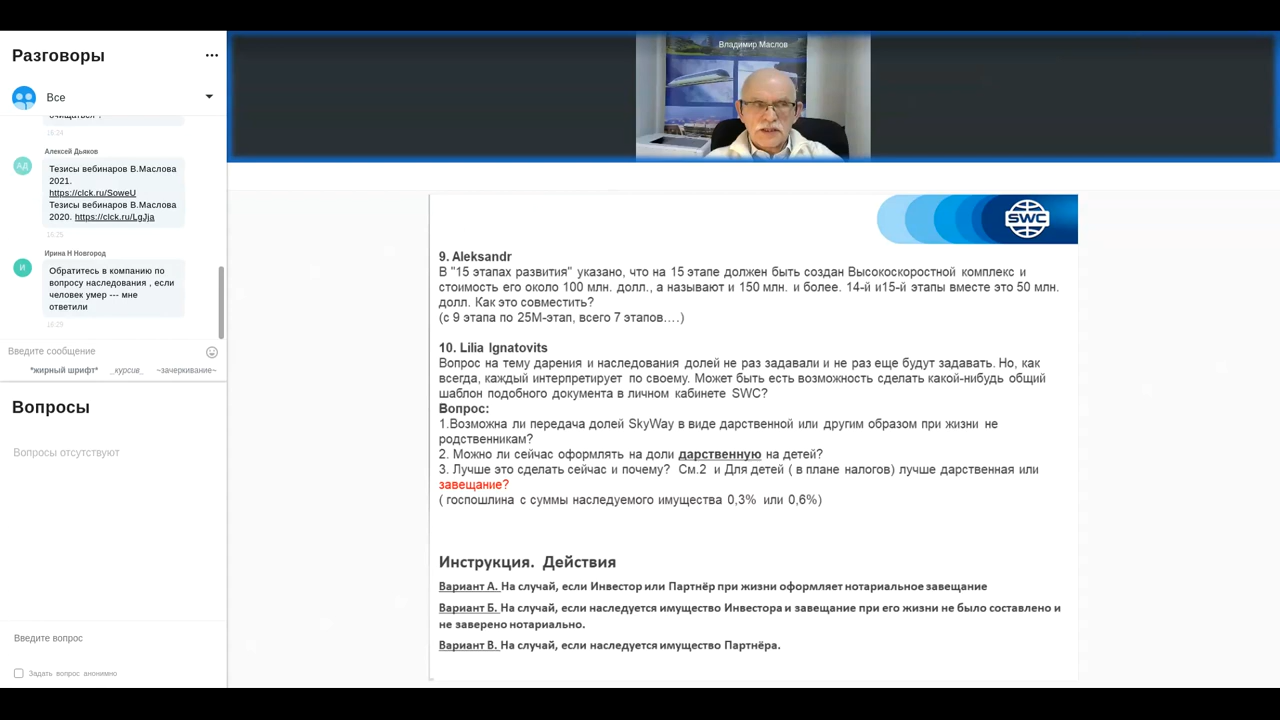 Разговоры
Все
16:24
Алексей Дьяков
АД
Тезисы вебинаров В.Маслова
2021.
https://clck.ru/SoweU
Тезисы вебинаров В.Маслова
2020. https://clck.ru/LgJja
16:25
Ирина Н Новгород
И
Обратитесь в компанию по
вопросу наследования , если
человек умер --- мне
ответили
Введите сообщение
*жирный шрифт* _курсив_ ~зачеркивание~
Вопросы
Вопросы отсутствуют
Введите вопрос
Задать вопрос анонимно
Владимир Маслов
SWC
9. Aleksandr
В "15 этапах развития" указано, что на 15 этапе должен быть создан Высокоскоростной комплекс и
стоимость его около 100 млн. долл., а называют и 150 млн. и более. 14-й и15-й этапы вместе это 50 млн.
долл. Как это совместить?
(с 9 этапа по 25М-этап, всего 7 этапов….)
10. Lilia Ignatovits
Вопрос на тему дарения и наследования долей не раз задавали и не раз еще будут задавать. Но, как
всегда, каждый интерпретирует по своему. Может быть есть возможность сделать какой-нибудь общий
шаблон подобного документа в личном кабинете SWC?
Вопрос:
1.Возможна ли передача долей SkyWay в виде дарственной или другим образом при жизни не
родственникам?
2. Можно ли сейчас оформлять на доли дарственную на детей?
3. Лучше это сделать сейчас и почему? См.2 и Для детей ( в плане налогов) лучше дарственная или
завещание?
( госпошлина с суммы наследуемого имущества 0,3% или 0,6%)
Инструкция. Действия
Вариант А. На случай, если Инвестор или Партнёр при жизни оформляет нотариальное завещание
Вариант Б. На случай, если наследуется имущество Инвестора и завещание при его жизни не было составлено и
не заверено нотариально.
Вариант В. На случай, если наследуется имущество Партнёра.